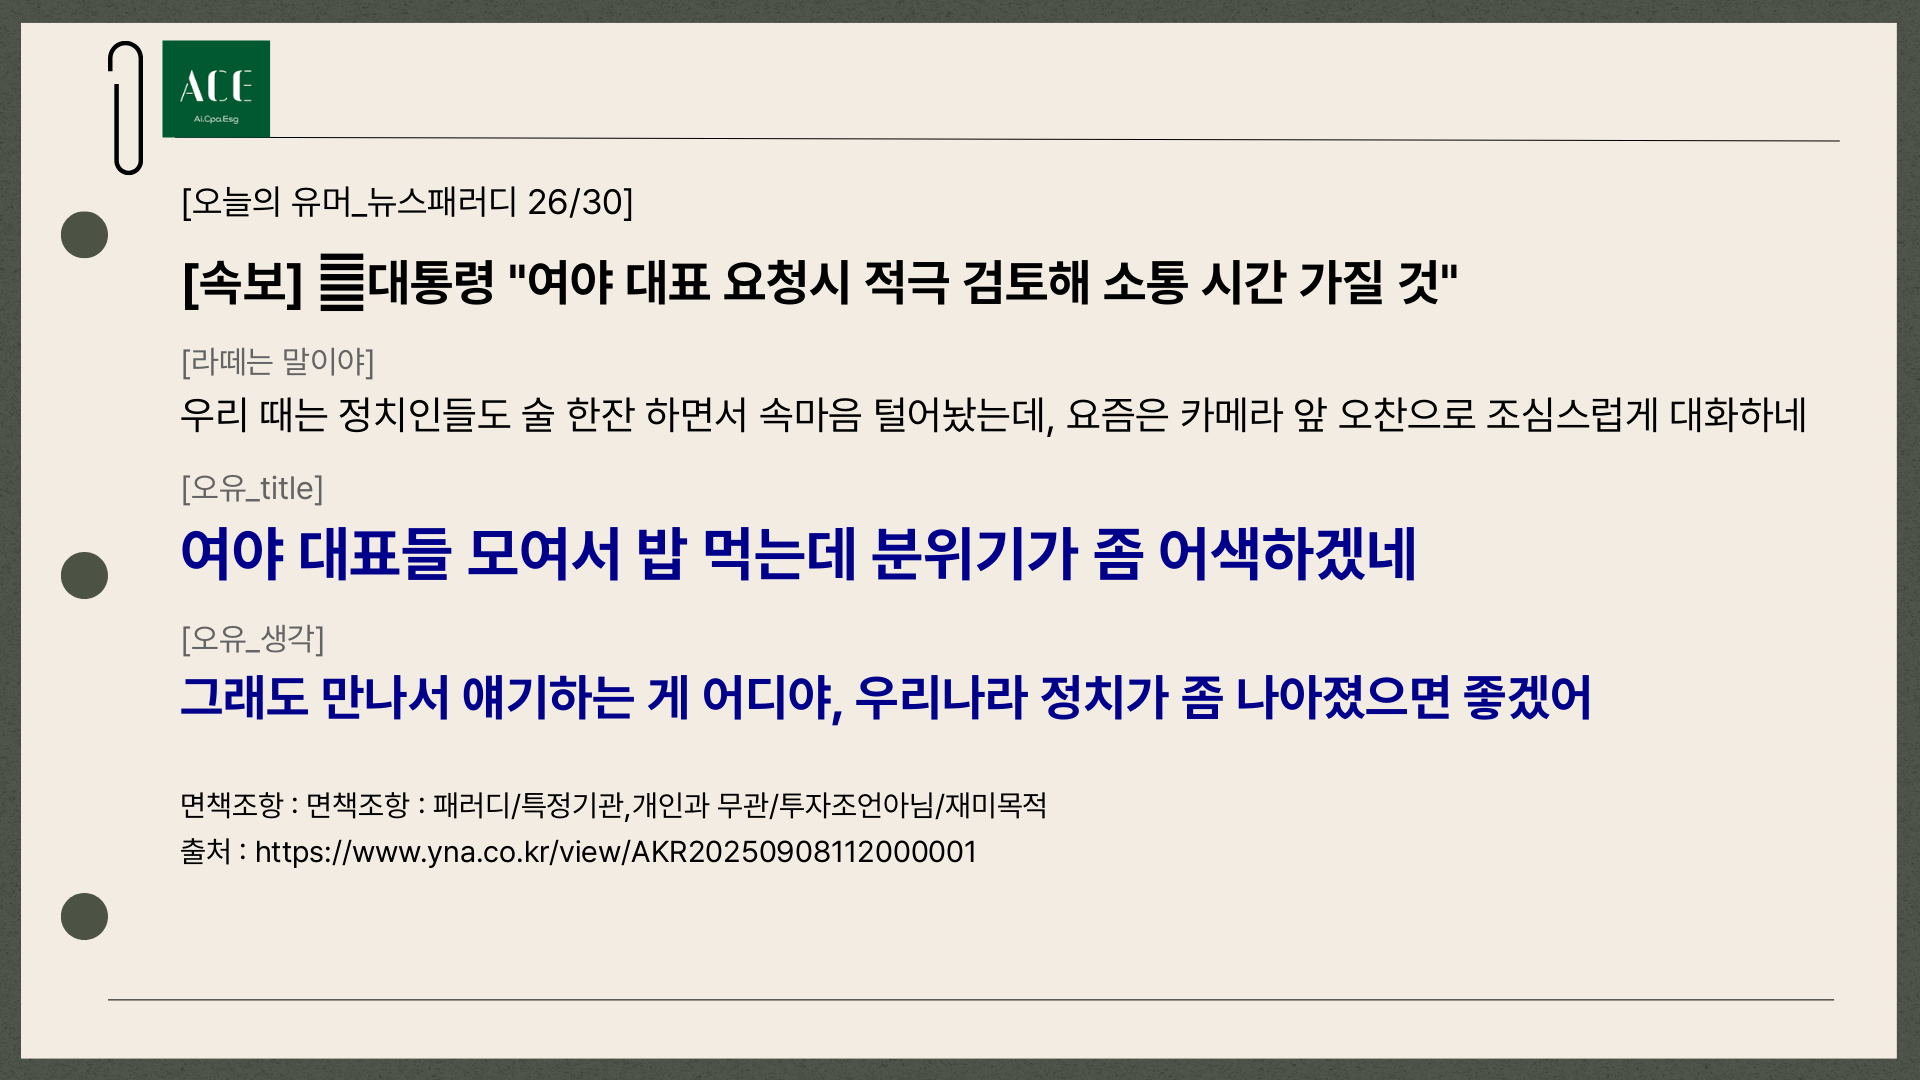 ACE
Ai.Cpa.Esg
[오늘의 유머_뉴스패러디 26/30]
[속보] ䷀대통령 "여야 대표 요청시 적극 검토해 소통 시간 가질 것"
[라떼는 말이야]
우리 때는 정치인들도 술 한잔 하면서 속마음 털어놨는데, 요즘은 카메라 앞 오찬으로 조심스럽게 대화하네
[오유_title]
여야 대표들 모여서 밥 먹는데 분위기가 좀 어색하겠네
[오유_생각]
그래도 만나서 얘기하는 게 어디야, 우리나라 정치가 좀 나아졌으면 좋겠어
면책조항 : 면책조항 : 패러디/특정기관,개인과 무관/투자조언아님/재미목적
출처 : https://www.yna.co.kr/view/AKR20250908112000001